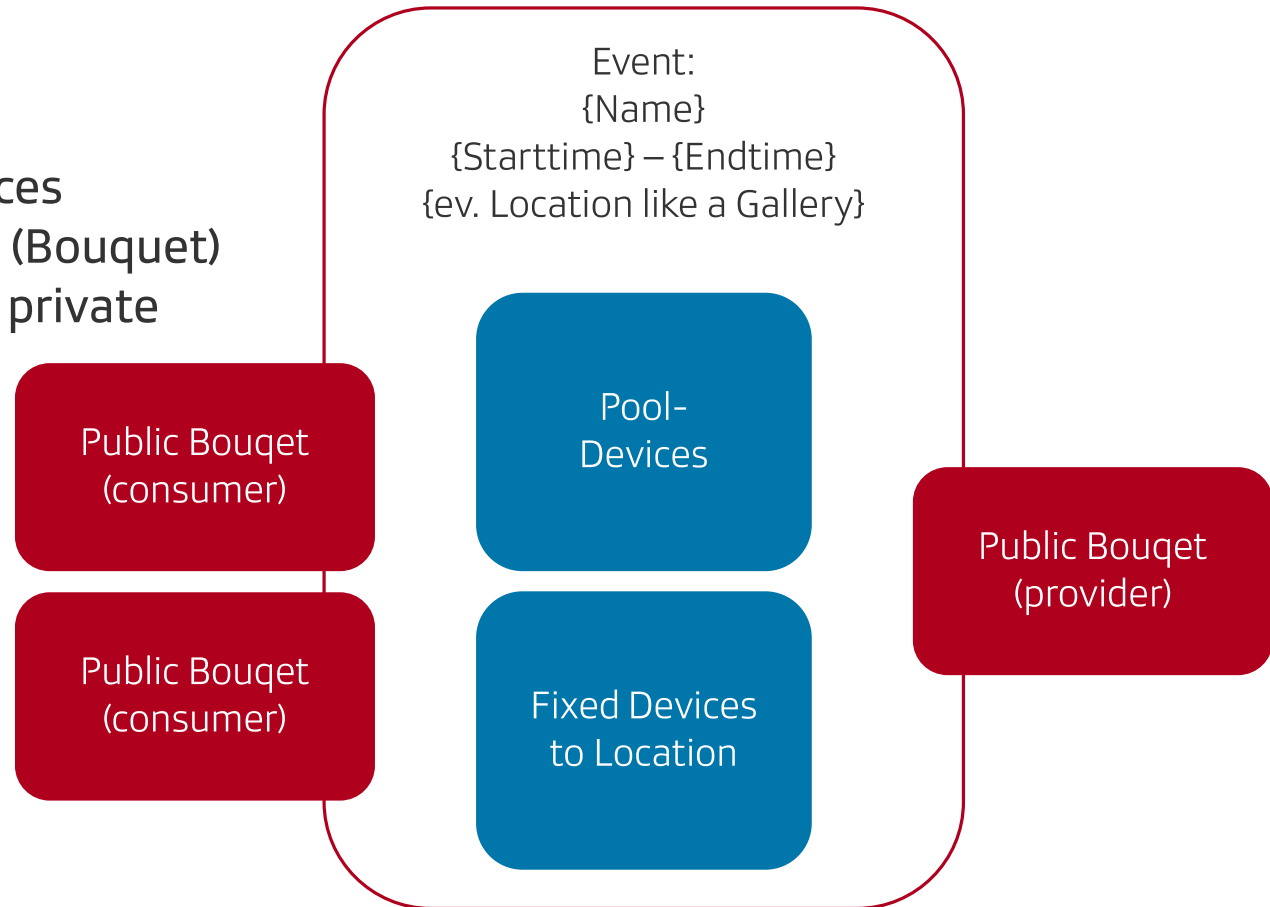 Event:
{Name}
{Starttime} – {Endtime}
{ev. Location like a Gallery}
(Bouquet)
private
Public Bouqet
(consumer)
Public Bouqet
(consumer)
Pool-
Devices
Fixed Devices
to Location
Public Bouqet
(provider)